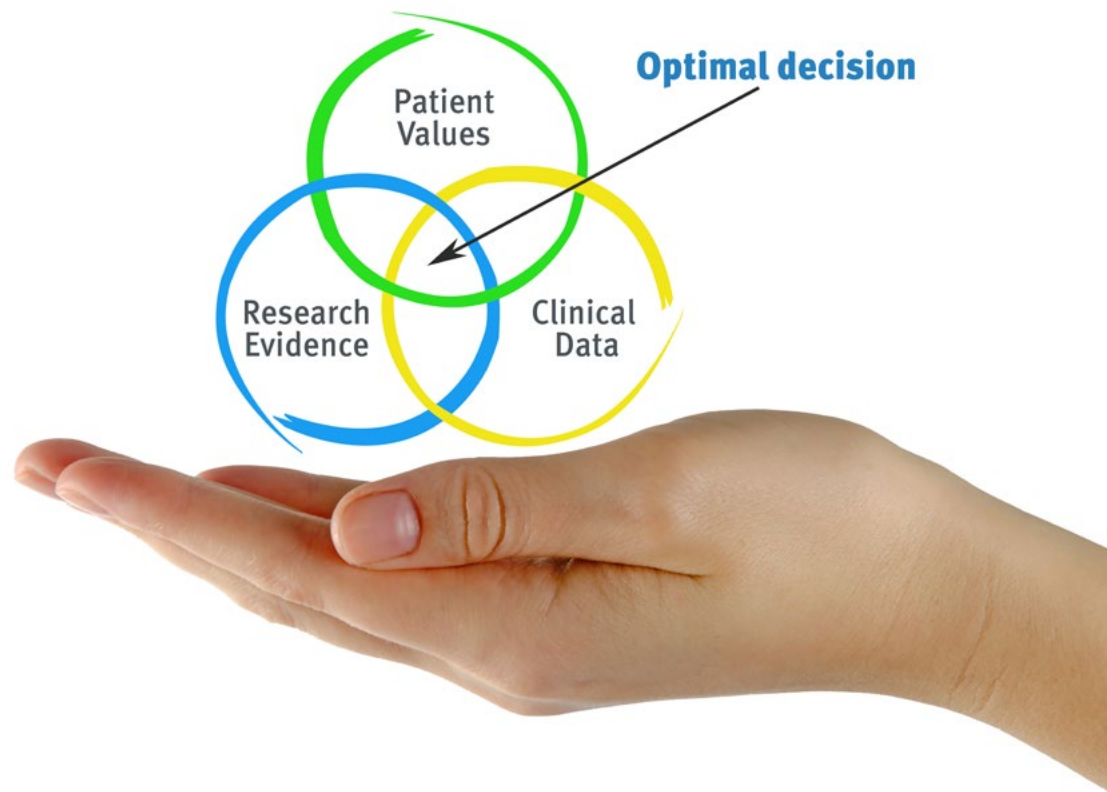 Optimal decision
Patient
Values
Research
Evidence
Clinical
Data